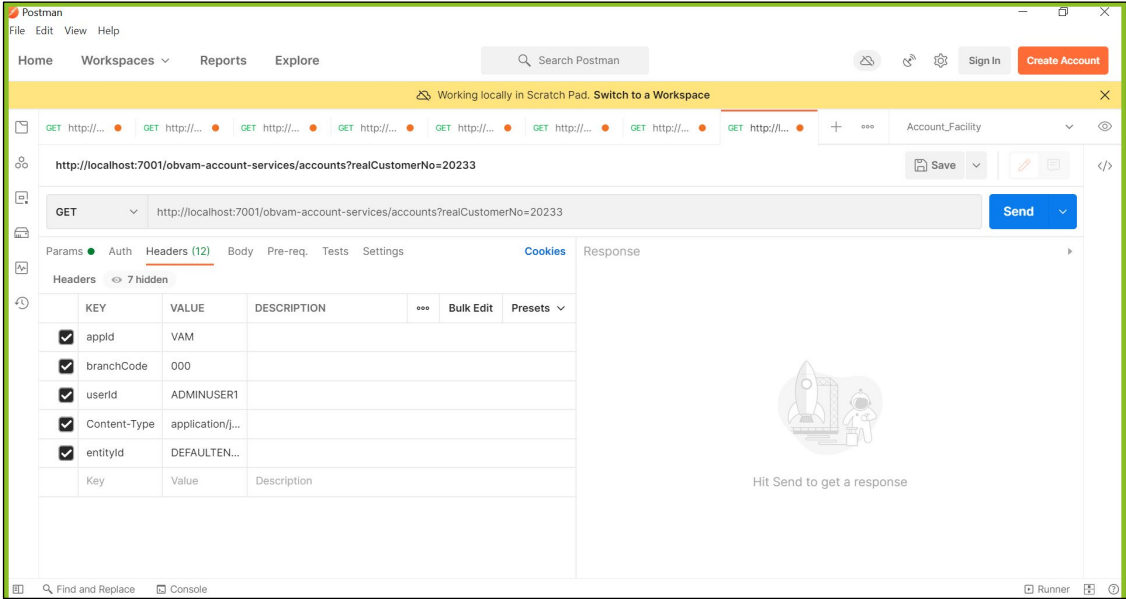 Postman
File Edit View Help
Home Workspaces Reports Explore Search Postman Sign In Create Account
Working locally in Scratch Pad. Switch to a Workspace
GET http://... GET http://... GET http://... GET http://... GET http://... GET http://... GET http://... GET http://l... + ooo Account_Facility
http://localhost:7001/obvam-account-services/accounts?realCustomerNo=20233 Save </>
GET http://localhost:7001/obvam-account-services/accounts?realCustomerNo=20233 Send
Params Auth Headers (12) Body Pre-req. Tests Settings Cookies Response
Headers 7 hidden
KEY VALUE DESCRIPTION ooo Bulk Edit Presets
appId VAM
branchCode 000
userId ADMINUSER1
Content-Type application/j...
entityId DEFAULTEN...
Key Value Description
Hit Send to get a response
Find and Replace Console Runner